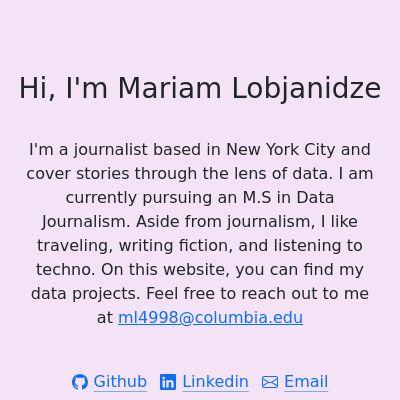 Hi, I'm Mariam Lobjanidze
I'm a journalist based in New York City and
cover stories through the lens of data. I am
currently pursuing an M.S in Data
Journalism. Aside from journalism, I like
traveling, writing fiction, and listening to
techno. On this website, you can find my
data projects. Feel free to reach out to me
at ml4998@columbia.edu
Github Linkedin Email